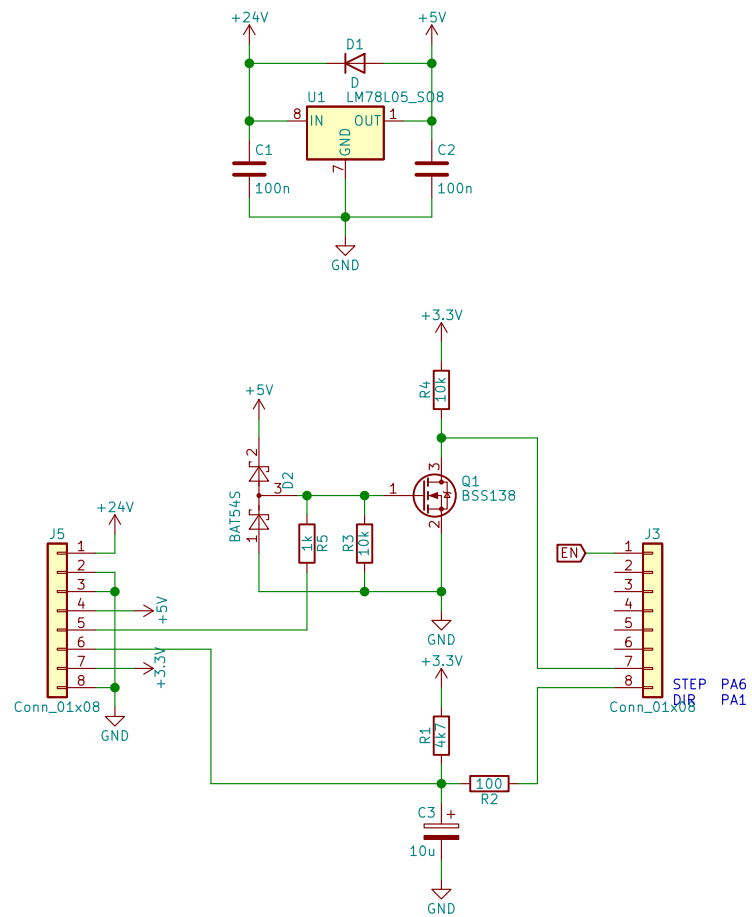 +24V
+5V
D1
D
U1
LM78L05_SO8
8
IN
OUT
1
GND
7
C1
100n
C2
100n
GND
+3.3V
R4
10k
+5V
2
3
D2
BAT54S
1
1k
R5
R3
10k
1
3
Q1
BSS138
2
GND
+24V
J5
1
2
3
4
5
6
7
8
Conn_01x08
+5V
+3.3V
GND
EN
J3
1
2
3
4
5
6
7
8
Conn_01x08
STEP PA6
DIR PA1
+3.3V
R1
4k7
100
R2
C3
+
10u
GND